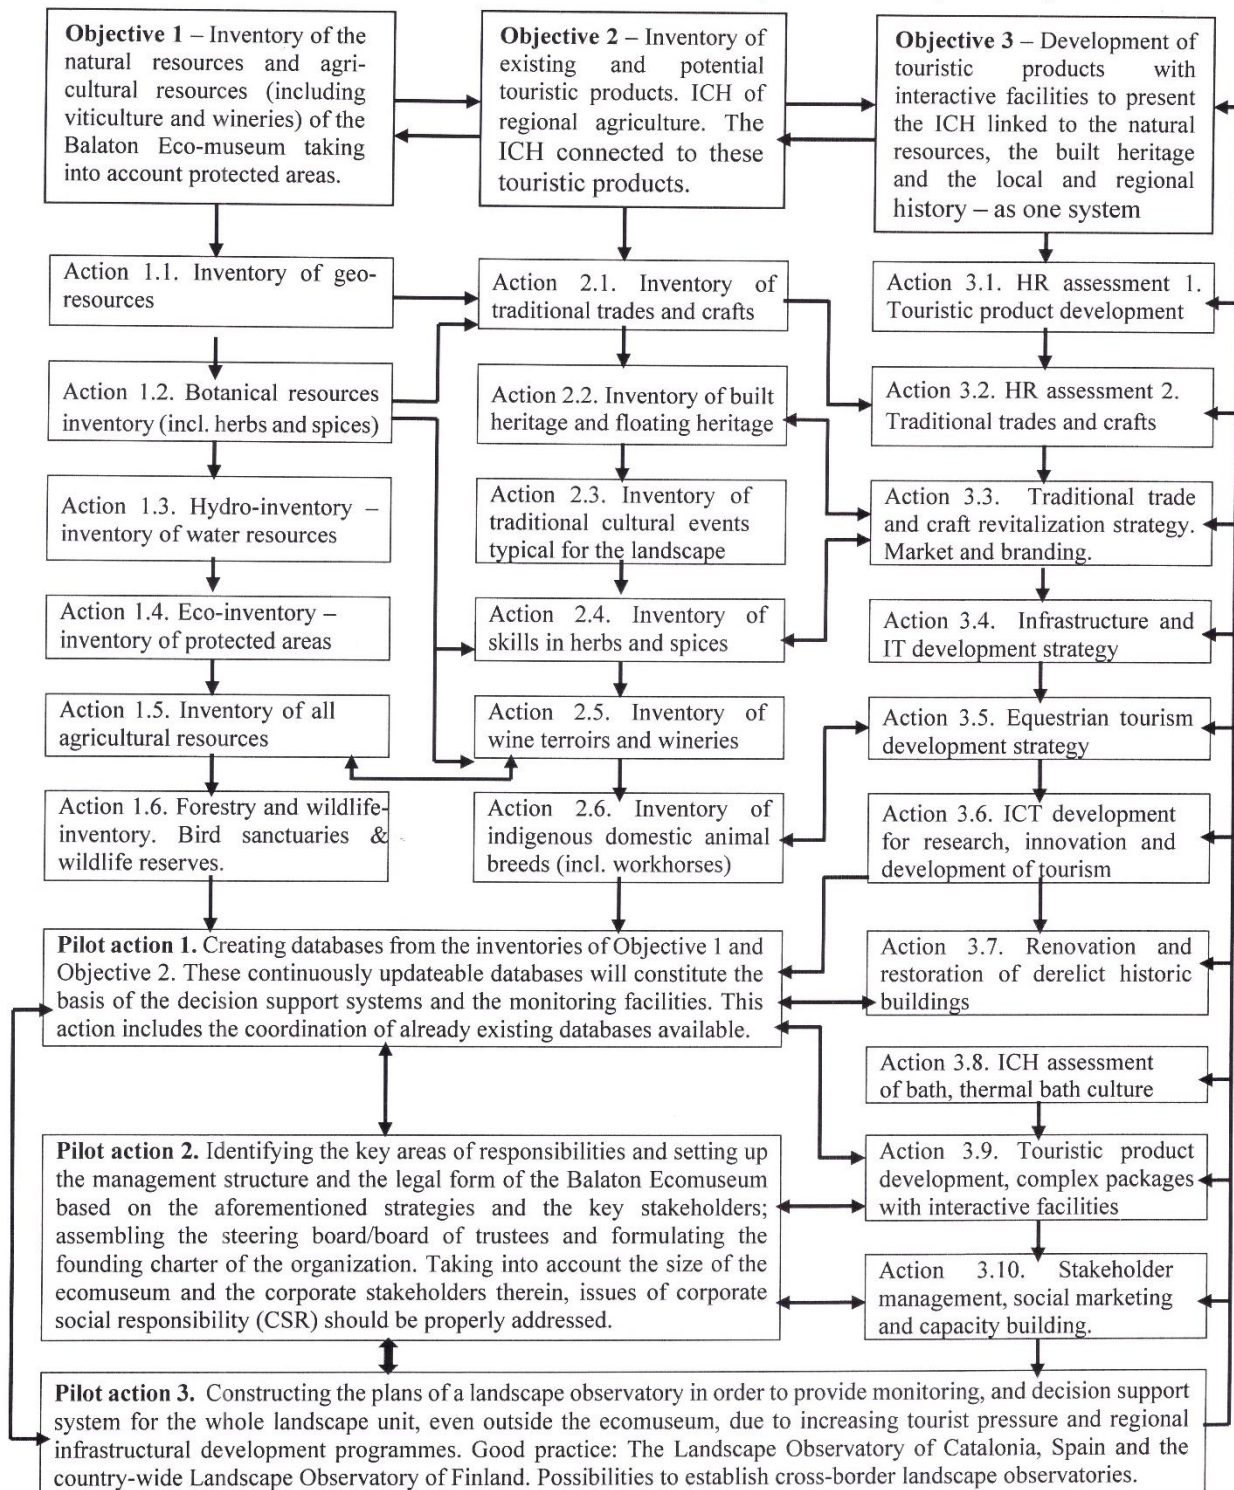 Objective 1 – Inventory of the
natural resources and agri-
cultural resources (including
viticulture and wineries) of the
Balaton Eco-museum taking
into account protected areas.
Action 1.1. Inventory of geo-
resources
Action 1.2. Botanical resources
inventory (incl. herbs and spices)
Action 1.3. Hydro-inventory –
inventory of water resources
Action 1.4. Eco-inventory –
inventory of protected areas
Action 1.5. Inventory of all
agricultural resources
Action 1.6. Forestry and wildlife-
inventory. Bird sanctuaries &
wildlife reserves.
Objective 2 – Inventory of
existing and potential
touristic products. ICH of
regional agriculture. The
ICH connected to these
touristic products.
Action 2.1. Inventory of
traditional trades and crafts
Action 2.2. Inventory of built
heritage and floating heritage
Action 2.3. Inventory of
traditional cultural events
typical for the landscape
Action 2.4. Inventory of
skills in herbs and spices
Action 2.5. Inventory of
wine terroirs and wineries
Action 2.6. Inventory of
indigenous domestic animal
breeds (incl. workhorses)
Objective 3 – Development of
touristic products with
interactive facilities to present
the ICH linked to the natural
resources, the built heritage
and the local and regional
history – as one system
Action 3.1. HR assessment 1.
Touristic product development
Action 3.2. HR assessment 2.
Traditional trades and crafts
Action 3.3. Traditional trade
and craft revitalization strategy.
Market and branding.
Action 3.4. Infrastructure and
IT development strategy
Action 3.5. Equestrian tourism
development strategy
Action 3.6. ICT development
for research, innovation and
development of tourism
Action 3.7. Renovation and
restoration of derelict historic
buildings
Action 3.8. ICH assessment
of bath, thermal bath culture
Action 3.9. Touristic product
development, complex packages
with interactive facilities
Action 3.10. Stakeholder
management, social marketing
and capacity building.
Pilot action 1. Creating databases from the inventories of Objective 1 and
Objective 2. These continuously updateable databases will constitute the
basis of the decision support systems and the monitoring facilities. This
action includes the coordination of already existing databases available.
Pilot action 2. Identifying the key areas of responsibilities and setting up
the management structure and the legal form of the Balaton Ecomuseum
based on the aforementioned strategies and the key stakeholders;
assembling the steering board/board of trustees and formulating the
founding charter of the organization. Taking into account the size of the
ecomuseum and the corporate stakeholders therein, issues of corporate
social responsibility (CSR) should be properly addressed.
Pilot action 3. Constructing the plans of a landscape observatory in order to provide monitoring, and decision support
system for the whole landscape unit, even outside the ecomuseum, due to increasing tourist pressure and regional
infrastructural development programmes. Good practice: The Landscape Observatory of Catalonia, Spain and the
country-wide Landscape Observatory of Finland. Possibilities to establish cross-border landscape observatories.